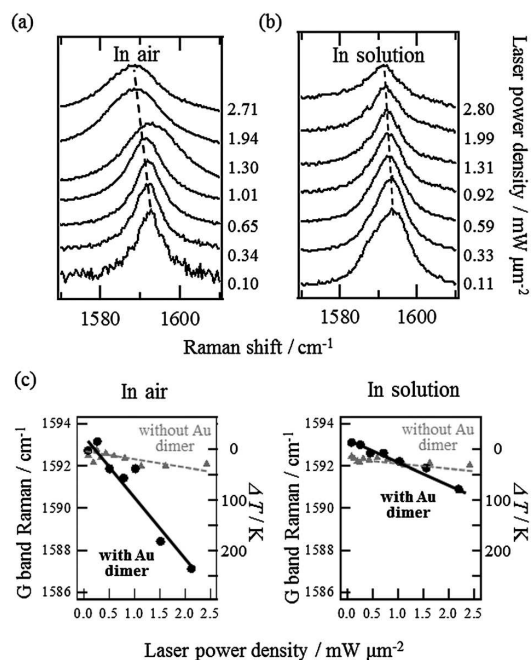 (a)
In air
2.71
1.94
1.30
1.01
0.65
0.34
0.10
1580
1600
(b)
In solution
2.80
1.99
1.31
0.92
0.59
0.33
0.11
1580
1600
Laser power density / mW μm-2
Raman shift / cm-1
(c)
In air
G band Raman / cm-1
1594
1592
1590
1588
1586
without Au
dimer
with Au
dimer
0
100
200
ΔT / K
0.0 0.5 1.0 1.5 2.0 2.5
In solution
G band Raman / cm-1
1594
1592
1590
1588
1586
without Au
dimer
with Au
dimer
0
100
200
ΔT / K
0.0 0.5 1.0 1.5 2.0 2.5
Laser power density / mW μm-2